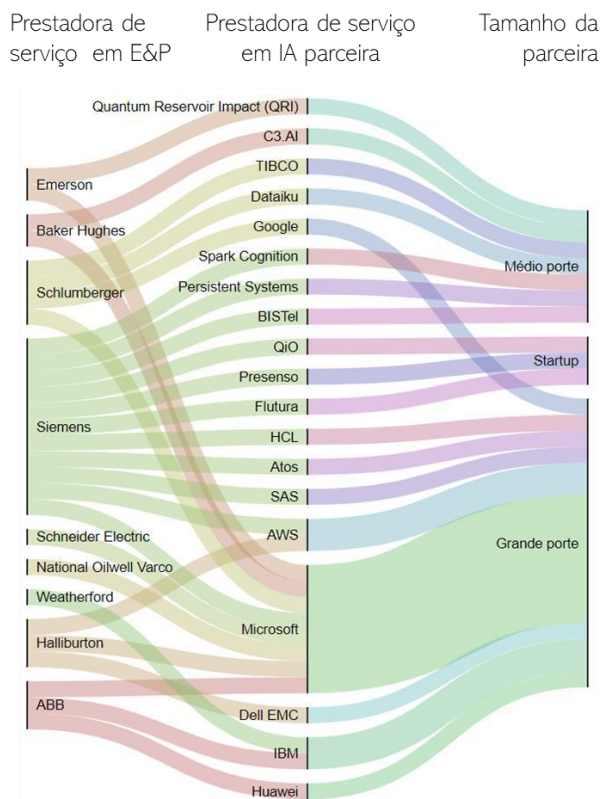 Prestadora de
serviço em E&P
Prestadora de serviço
em IA parceira
Tamanho da
parceira
Emerson
Baker Hughes
Schlumberger
Siemens
Schneider Electric
National Oilwell Varco
Weatherford
Halliburton
ABB
Quantum Reservoir Impact (QRI)
C3.AI
TIBCO
Dataiku
Google
Spark Cognition
Persistent Systems
BISTel
QiO
Presenso
Flutura
HCL
Atos
SAS
AWS
Microsoft
Dell EMC
IBM
Huawei
Médio porte
Startup
Grande porte